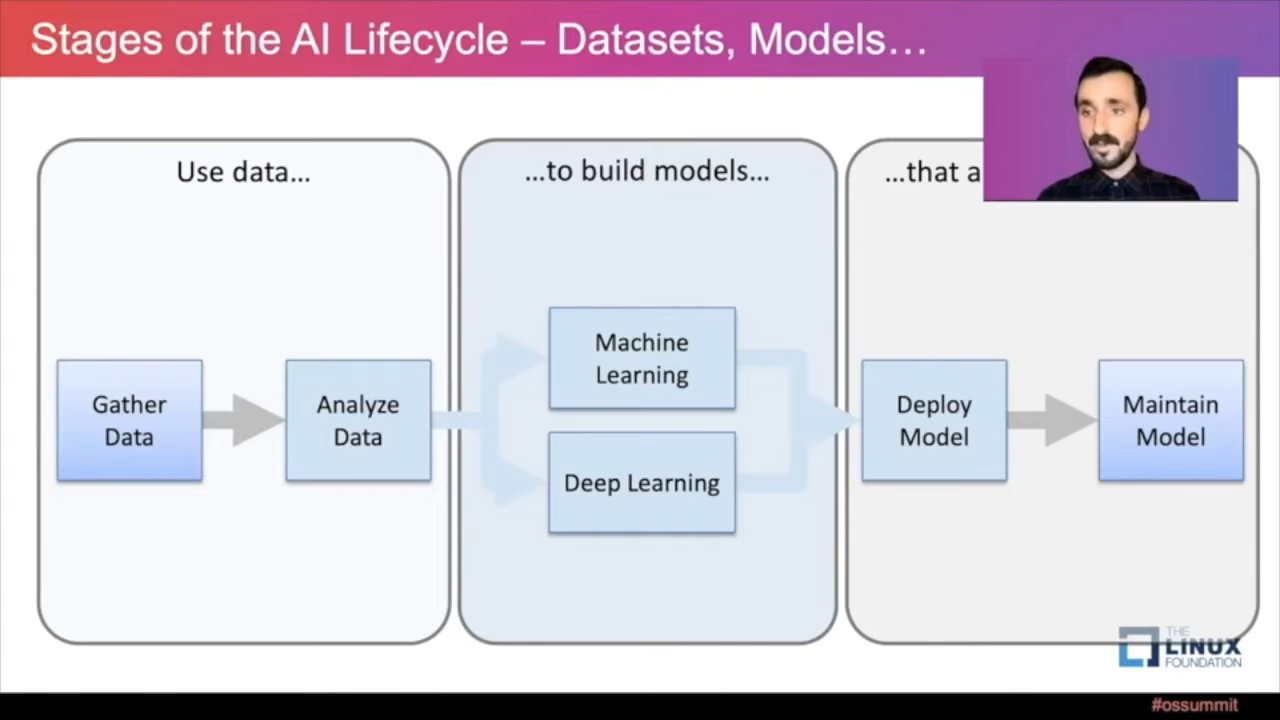 Stages of the AI Lifecycle – Datasets, Models…
Use data…
…to build models…
…that a
Gather
Data
Analyze
Data
Machine
Learning
Deep Learning
Deploy
Model
Maintain
Model
THE
LINUX
FOUNDATION
#ossummit